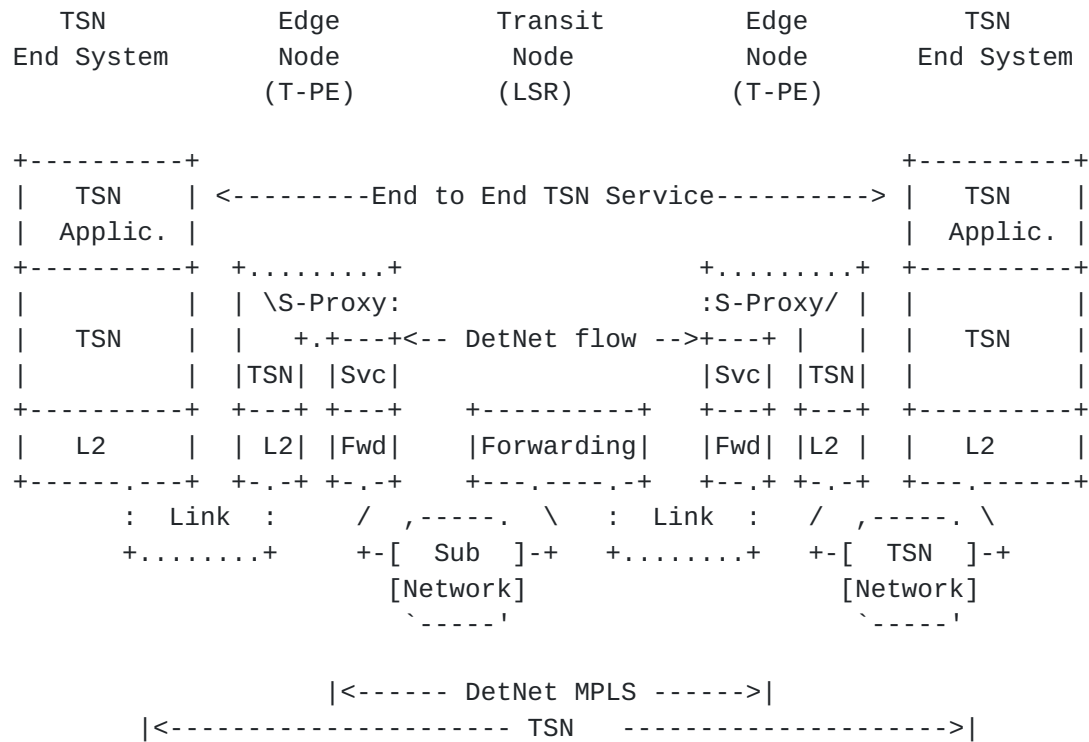 TSN           Edge          Transit         Edge            TSN
 End System       Node           Node           Node        End System
                 (T-PE)          (LSR)         (T-PE)

 +----------+                                             +----------+
 |   TSN    | <---------End to End TSN Service----------> |   TSN    |
 |  Applic. |                                             |  Applic. |
 +----------+  +.........+                   +.........+  +----------+
 |          |  | \S-Proxy:                   :S-Proxy/ |  |          |
 |   TSN    |  |   +.+---+<-- DetNet flow -->+---+ |   |  |   TSN    |
 |          |  |TSN| |Svc|                   |Svc| |TSN|  |          |
 +----------+  +---+ +---+    +----------+   +---+ +---+  +----------+
 |   L2     |  | L2| |Fwd|    |Forwarding|   |Fwd| |L2 |  |   L2     |
 +------.---+  +-.-+ +-.-+    +---.----.-+   +--.+ +-.-+  +---.------+
        :  Link  :     /  ,-----.  \   :  Link  :   /  ,-----. \
        +........+     +-[  Sub  ]-+   +........+   +-[  TSN  ]-+
                         [Network]                    [Network]
                          `-----'                      `-----'

                     |<------ DetNet MPLS ------>|
         |<---------------------- TSN   --------------------->|